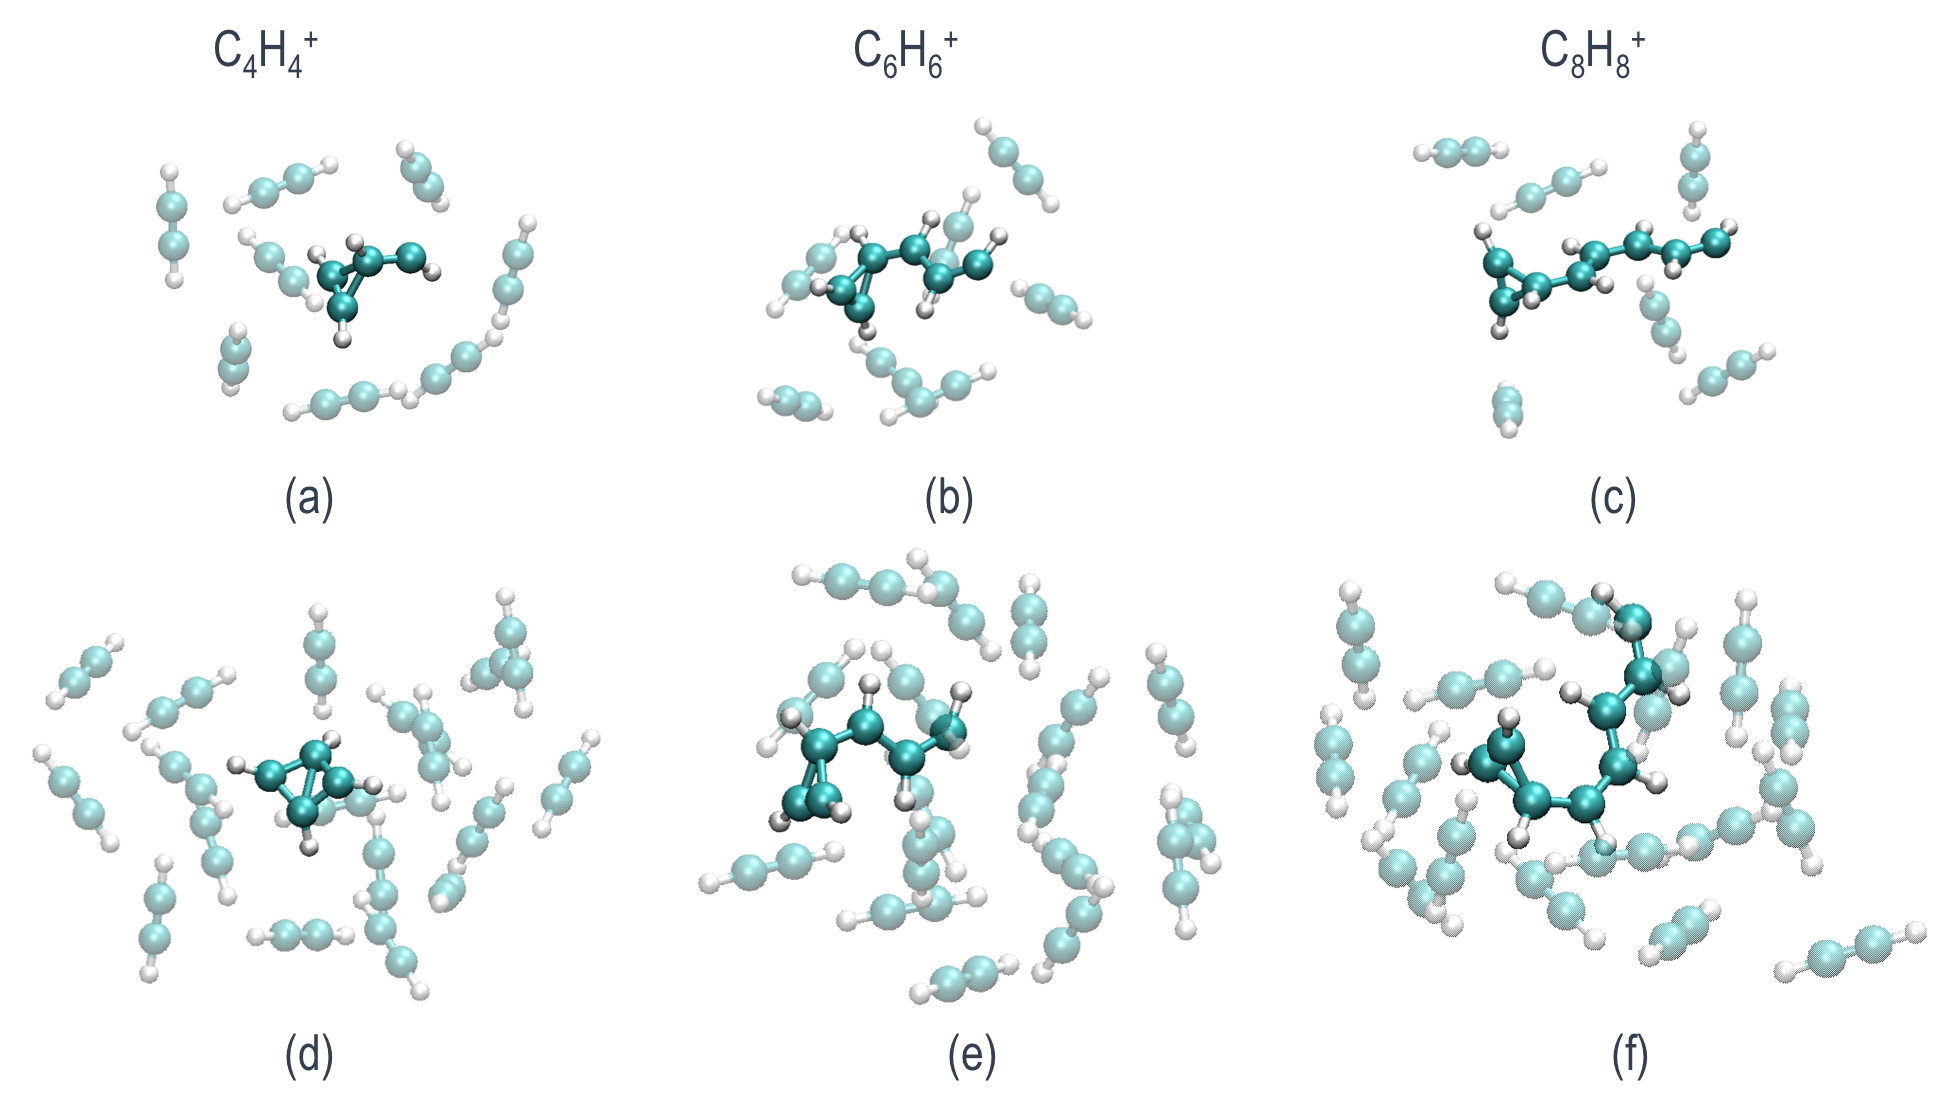 C₄H₄⁺ C₆H₆⁺ C₈H₈⁺
(a) (b) (c)
(d) (e) (f)